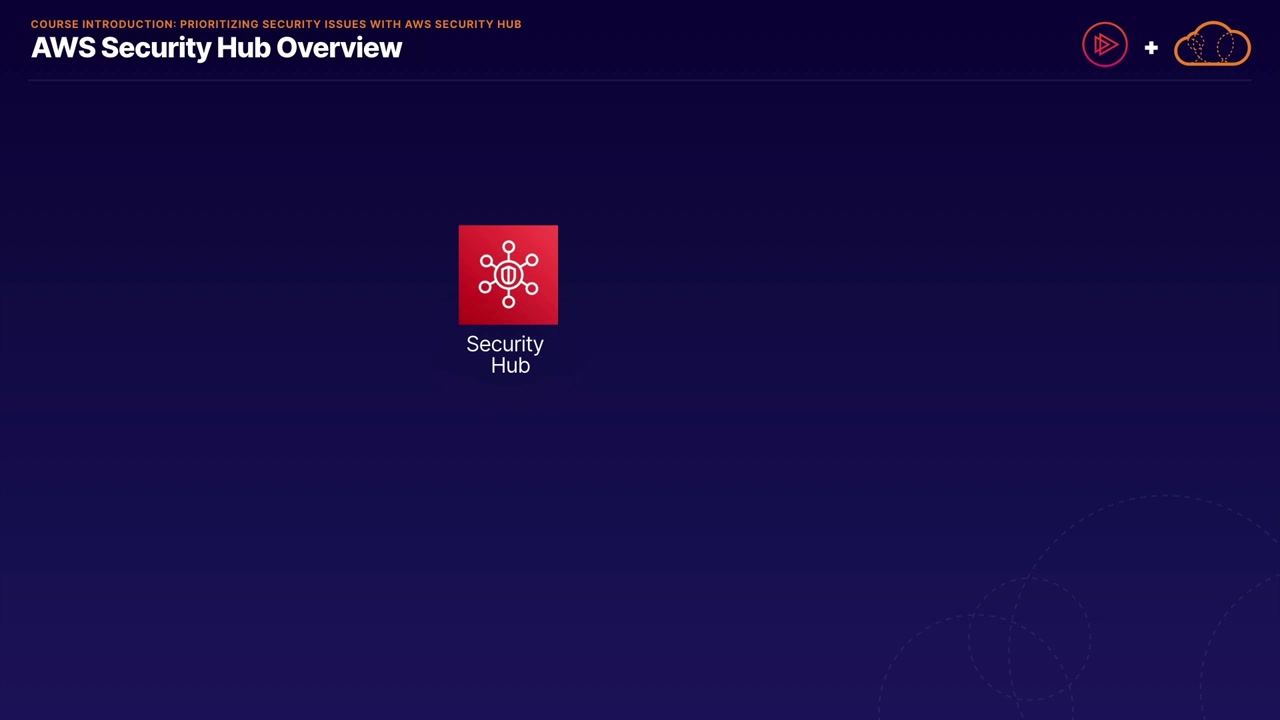 COURSE INTRODUCTION: PRIORITIZING SECURITY ISSUES WITH AWS SECURITY HUB
AWS Security Hub Overview
Security
Hub